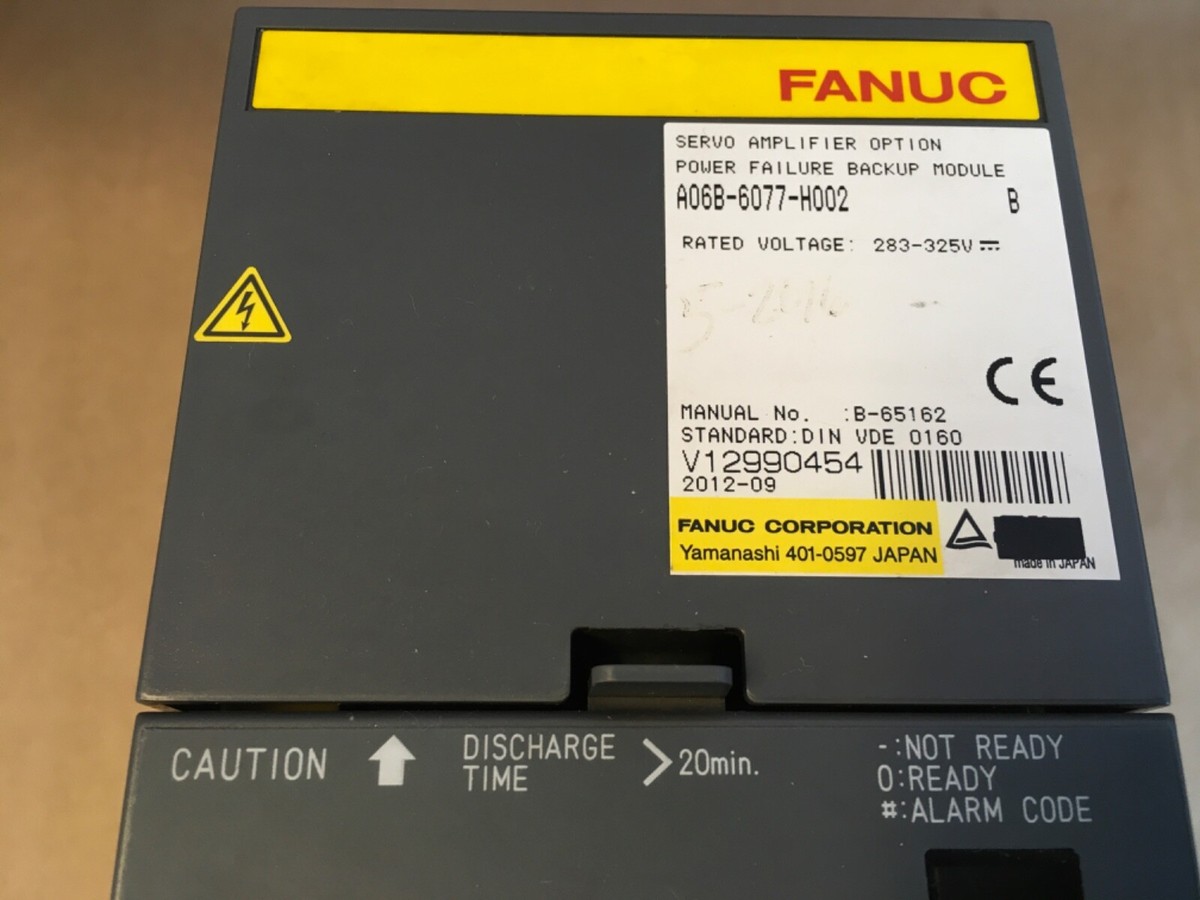 FANUC
SERVO AMPLIFIER OPTION
POWER FAILURE BACKUP MODULE
A06B-6077-H002 B
RATED VOLTAGE: 283-325V
CE
MANUAL No. :B-65162
STANDARD:DIN VDE 0160
V12990454
2012-09
FANUC CORPORATION
Yamanashi 401-0597 JAPAN
made in JAPAN
CAUTION
DISCHARGE
TIME
>20min.
-:NOT READY
0:READY
#:ALARM CODE